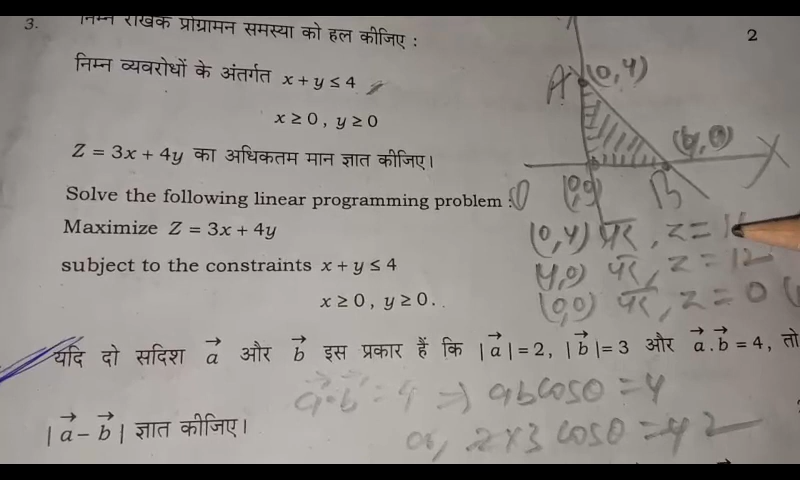 3. निम्न रैखिक प्रोग्रामन समस्या को हल कीजिए : 2
निम्न व्यवरोधों के अंतर्गत x + y ≤ 4
x ≥ 0 , y ≥ 0
Z = 3x + 4y का अधिकतम मान ज्ञात कीजिए।
Solve the following linear programming problem :
Maximize Z = 3x + 4y
subject to the constraints x + y ≤ 4
x ≥ 0 , y ≥ 0.
A (0,4)
(4,0)
X
(0,0) B
(0,4) पर, z =
(4,0) पर, z = 12
(0,0) पर, z = 0
यदि दो सदिश a⃗ और b⃗ इस प्रकार हैं कि |a⃗| = 2, |b⃗| = 3 और a⃗ . b⃗ = 4, तो
a⃗·b⃗ = 4 ⇒ ab cosθ = 4
|a⃗ – b⃗| ज्ञात कीजिए।
or, 2×3 cosθ = 4 2